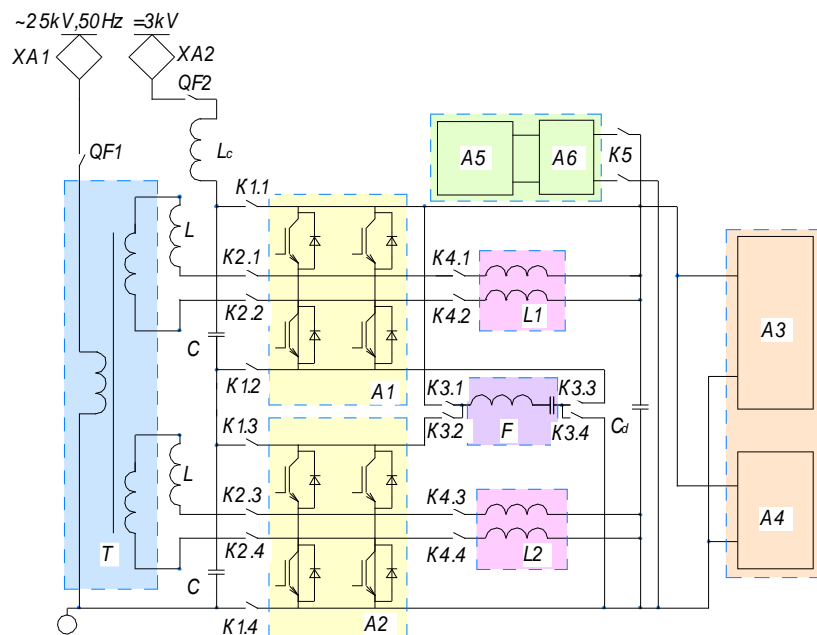 ~25kV,50Hz =3kV
XA1
XA2
QF2
QF1
Lc
A5
A6
K5
K1.1
L
K2.1
K4.1
K2.2
K4.2
L1
C
A3
K1.2
A1
K3.1
K3.3
K3.2
F
K3.4
Cd
K1.3
L
K2.3
K4.3
A4
K2.4
K4.4
L2
T
C
K1.4
A2